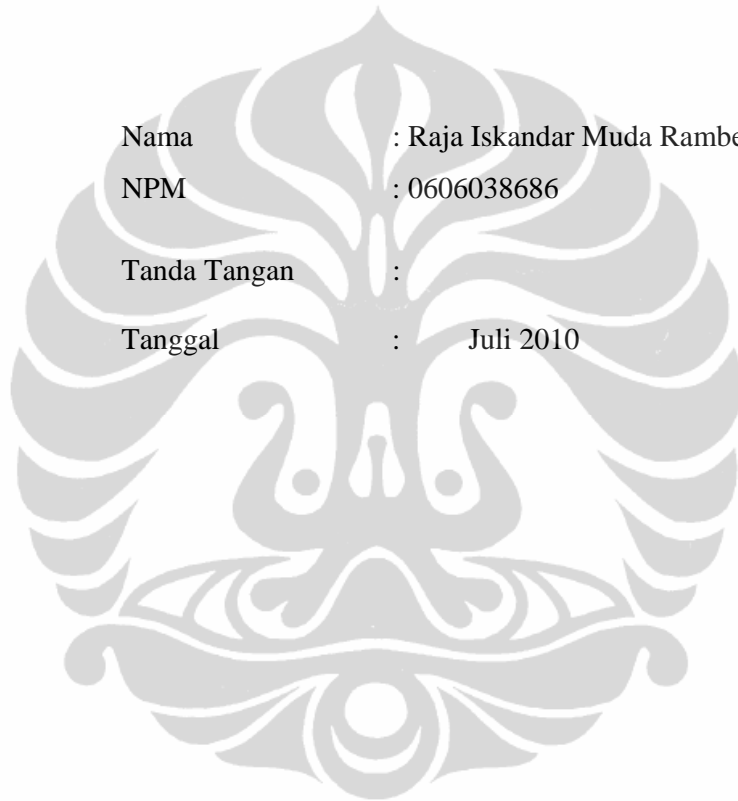 Nama : Raja Iskandar Muda Rambe
NPM : 0606038686
Tanda Tangan :
Tanggal : Juli 2010